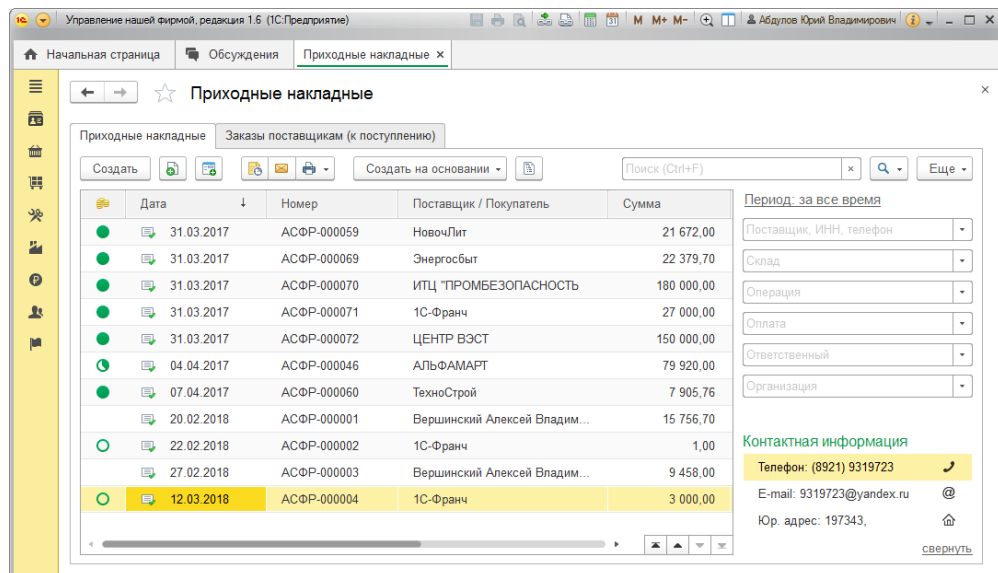 1С Управление нашей фирмой, редакция 1.6 (1С:Предприятие) 31 M M+ M- Абдулов Юрий Владимирович
Начальная страница Обсуждения Приходные накладные ×
Приходные накладные
Приходные накладные Заказы поставщикам (к поступлению)
Создать Создать на основании Поиск (Ctrl+F) × Еще
Дата ↓ Номер Поставщик / Покупатель Сумма
Период: за все время
31.03.2017 АСФР-000059 НовочЛит 21 672,00
Поставщик, ИНН, телефон
31.03.2017 АСФР-000069 Энергосбыт 22 379,70
Склад
31.03.2017 АСФР-000070 ИТЦ "ПРОМБЕЗОПАСНОСТЬ 180 000,00
Операция
31.03.2017 АСФР-000071 1С-Франч 27 000,00
Оплата
31.03.2017 АСФР-000072 ЦЕНТР ВЭСТ 150 000,00
Ответственный
04.04.2017 АСФР-000046 АЛЬФАМАРТ 79 920,00
Организация
07.04.2017 АСФР-000060 ТехноСтрой 7 905,76
20.02.2018 АСФР-000001 Вершинский Алексей Владим... 15 756,70
22.02.2018 АСФР-000002 1С-Франч 1,00
Контактная информация
27.02.2018 АСФР-000003 Вершинский Алексей Владим... 9 458,00
Телефон: (8921) 9319723
12.03.2018 АСФР-000004 1С-Франч 3 000,00
E-mail: 9319723@yandex.ru @
Юр. адрес: 197343,
свернуть